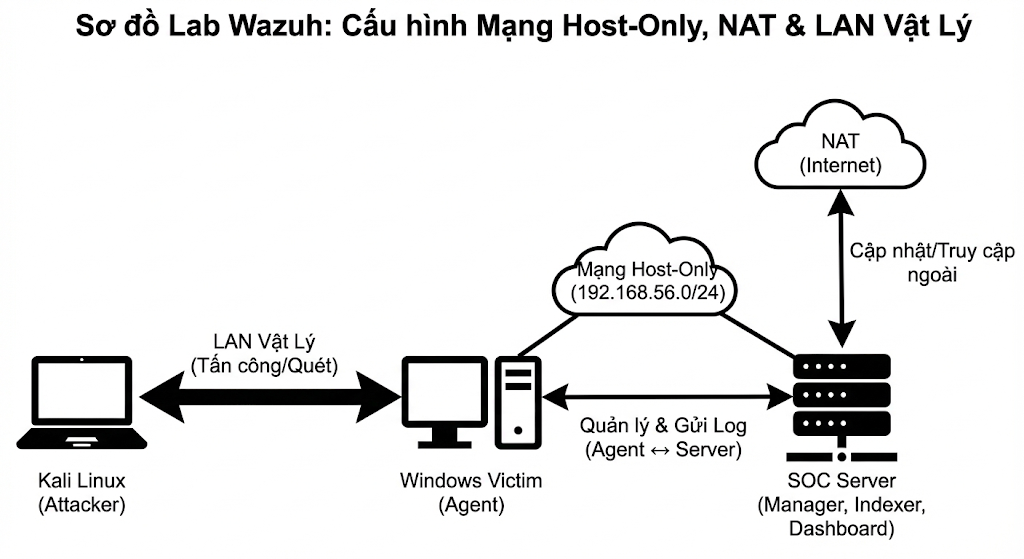 Sơ đồ Lab Wazuh: Cấu hình Mạng Host-Only, NAT & LAN Vật Lý
NAT
(Internet)
Cập nhật/Truy cập
ngoài
Mạng Host-Only
(192.168.56.0/24)
LAN Vật Lý
(Tấn công/Quét)
Quản lý & Gửi Log
(Agent ↔ Server)
Kali Linux
(Attacker)
Windows Victim
(Agent)
SOC Server
(Manager, Indexer,
Dashboard)